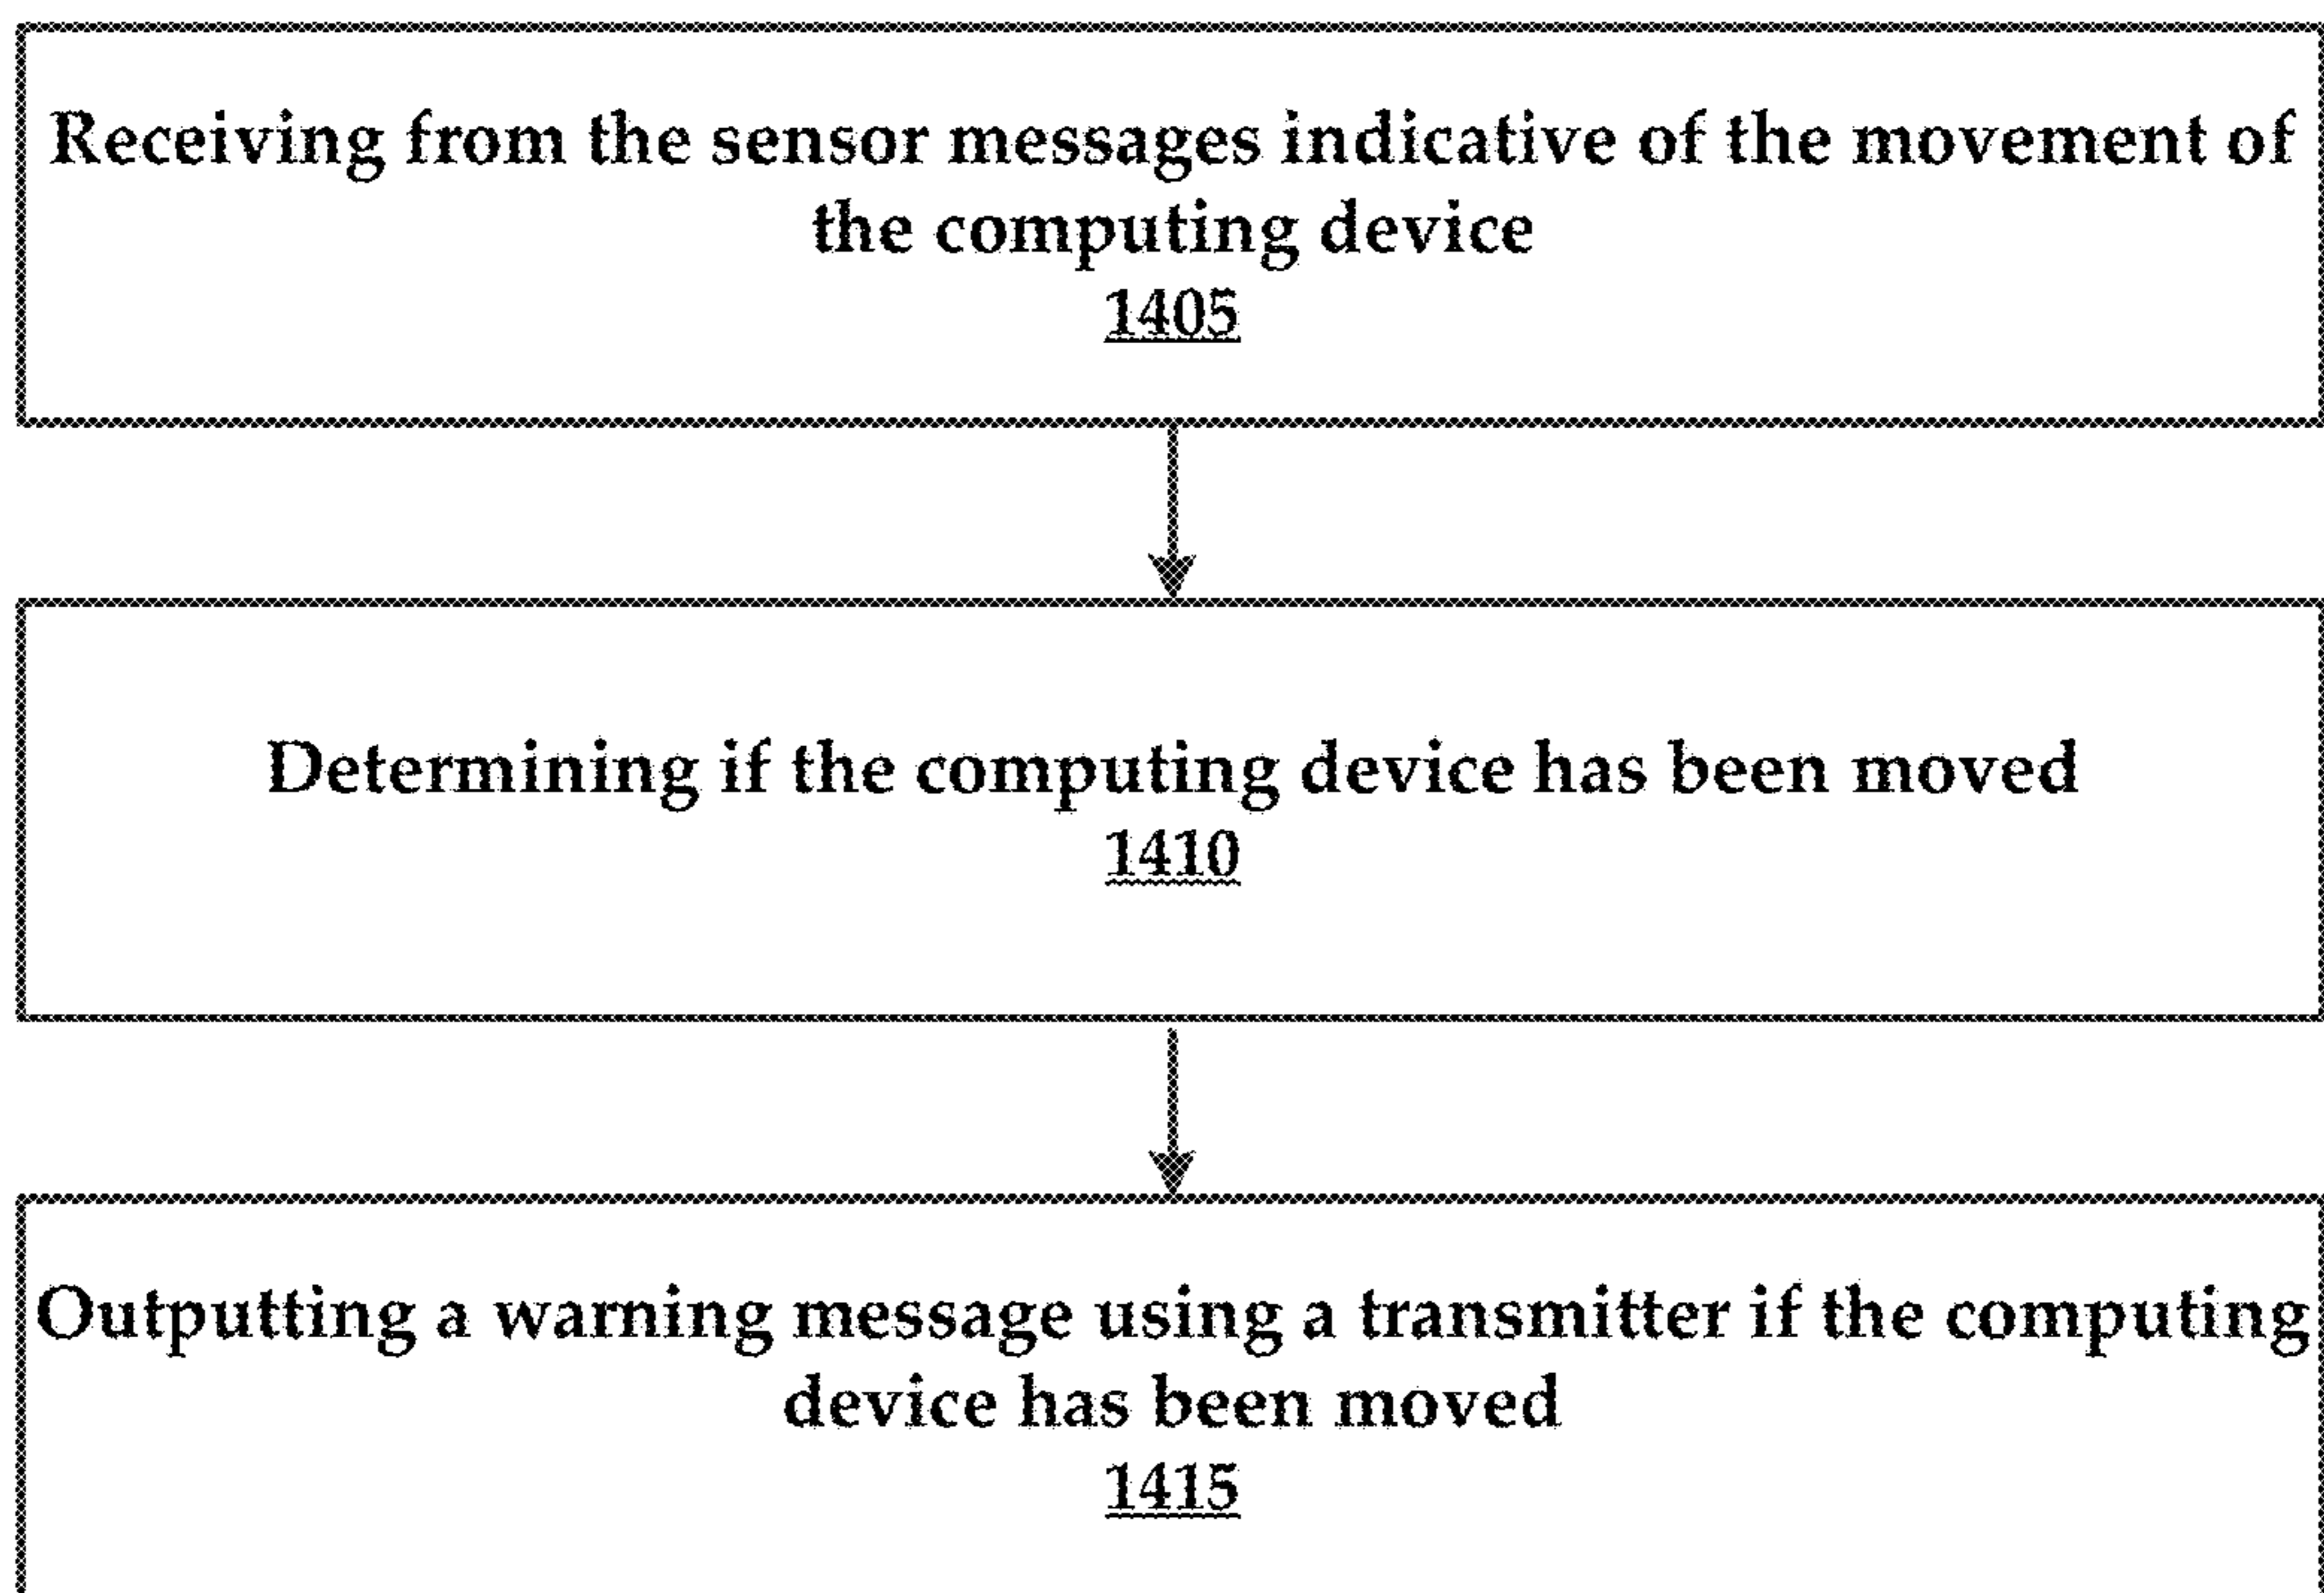 Receiving from the sensor messages indicative of the movement of
the computing device
1405
Determining if the computing device has been moved
1410
Outputting a warning message using a transmitter if the computing
device has been moved
1415